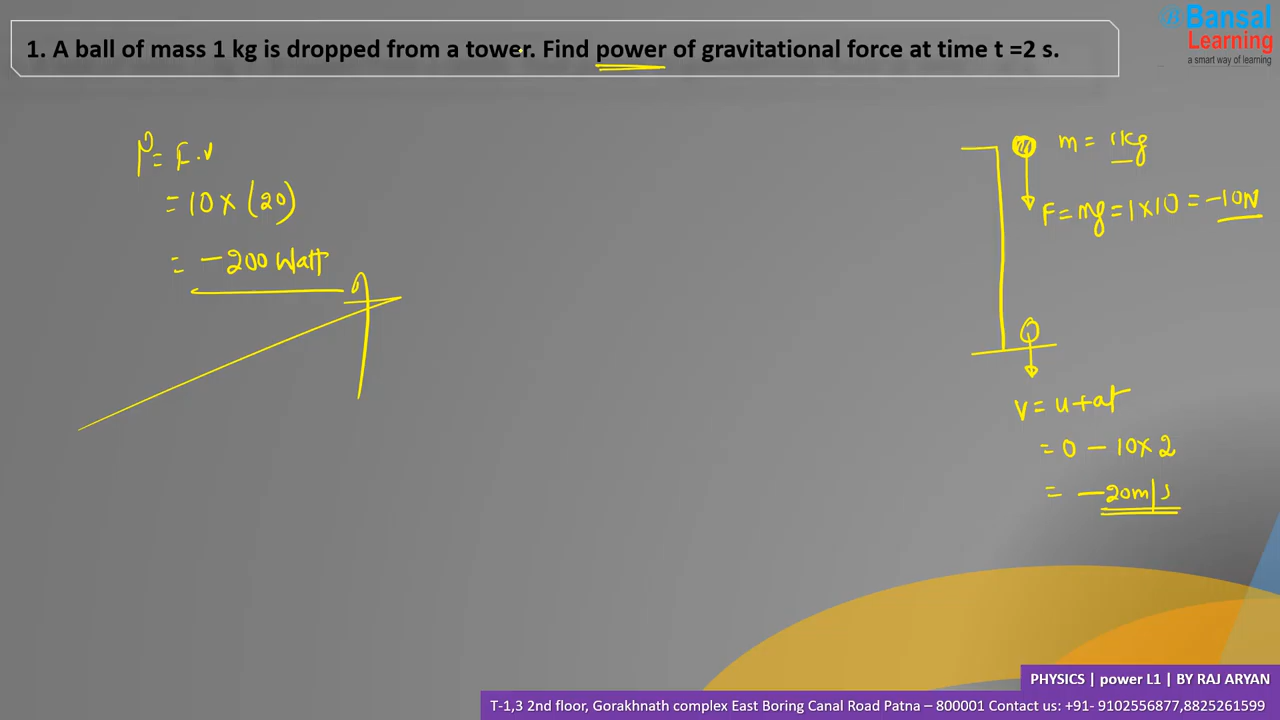 Bansal
Learning
a smart way of learning
1. A ball of mass 1 kg is dropped from a tower. Find power of gravitational force at time t =2 s.
P = F.v
= 10 × (20)
= -200 Watt
m = 1kg
F = mg = 1 × 10 = -10N
V = u + at
= 0 - 10 × 2
= -20m/s
PHYSICS | power L1 | BY RAJ ARYAN
T-1,3 2nd floor, Gorakhnath complex East Boring Canal Road Patna – 800001 Contact us: +91- 9102556877,8825261599